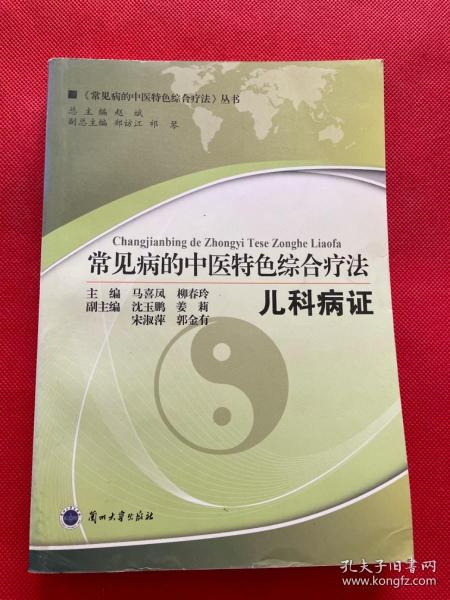 ■《常见病的中医特色综合疗法》丛书
总主编 赵 斌
副总主编 郑访江 祁 琴
Changjianbing de Zhongyi Tese Zonghe Liaofa
常见病的中医特色综合疗法
儿科病证
主 编 马喜凤 柳春玲
副主编 沈玉鹏 姜 莉
宋淑萍 郭金有
兰州大学出版社
孔夫子旧书网
www.kongfz.com